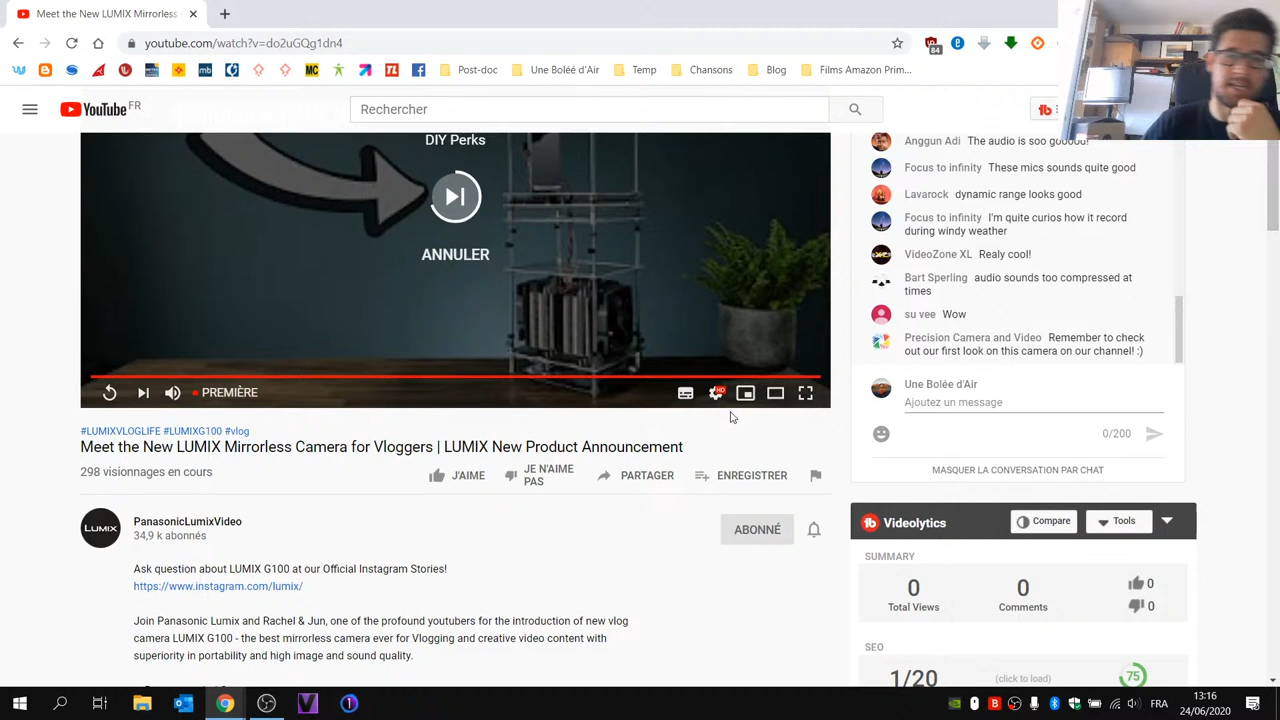 Meet the New LUMIX Mirrorless
youtube.com/watch?v=do2uGQg1dn4
84
Post-doc
Une Boléé d'Air
Temp
Chansons
Blog
Films Amazon Prim...
YouTube FR
Rechercher
DIY Perks
ANNULER
PREMIÈRE
HD
#LUMIXVLOGLIFE #LUMIXG100 #vlog
Meet the New LUMIX Mirrorless Camera for Vloggers | LUMIX New Product Announcement
298 visionnages en cours
J'AIME
JE N'AIME
PAS
PARTAGER
ENREGISTRER
LUMIX
PanasonicLumixVideo
34,9 k abonnés
ABONNÉ
Ask question about LUMIX G100 at our Official Instagram Stories!
https://www.instagram.com/lumix/
Join Panasonic Lumix and Rachel & Jun, one of the profound youtubers for the introduction of new vlog
camera LUMIX G100 - the best mirrorless camera ever for Vlogging and creative video content with
superiority in portability and high image and sound quality.
Anggun Adi The audio is soo goooud!
Focus to infinity These mics sounds quite good
Lavarock dynamic range looks good
Focus to infinity I'm quite curios how it record
during windy weather
VideoZone XL Realy cool!
Bart Sperling audio sounds too compressed at
times
su vee Wow
Precision Camera and Video Remember to check
out our first look on this camera on our channel! :)
Une Bolée d'Air
Ajoutez un message
0/200
MASQUER LA CONVERSATION PAR CHAT
Videolytics
Compare
Tools
SUMMARY
0
Total Views
0
Comments
0
0
SEO
1/20
(click to load)
75
FRA
13:16
24/06/2020